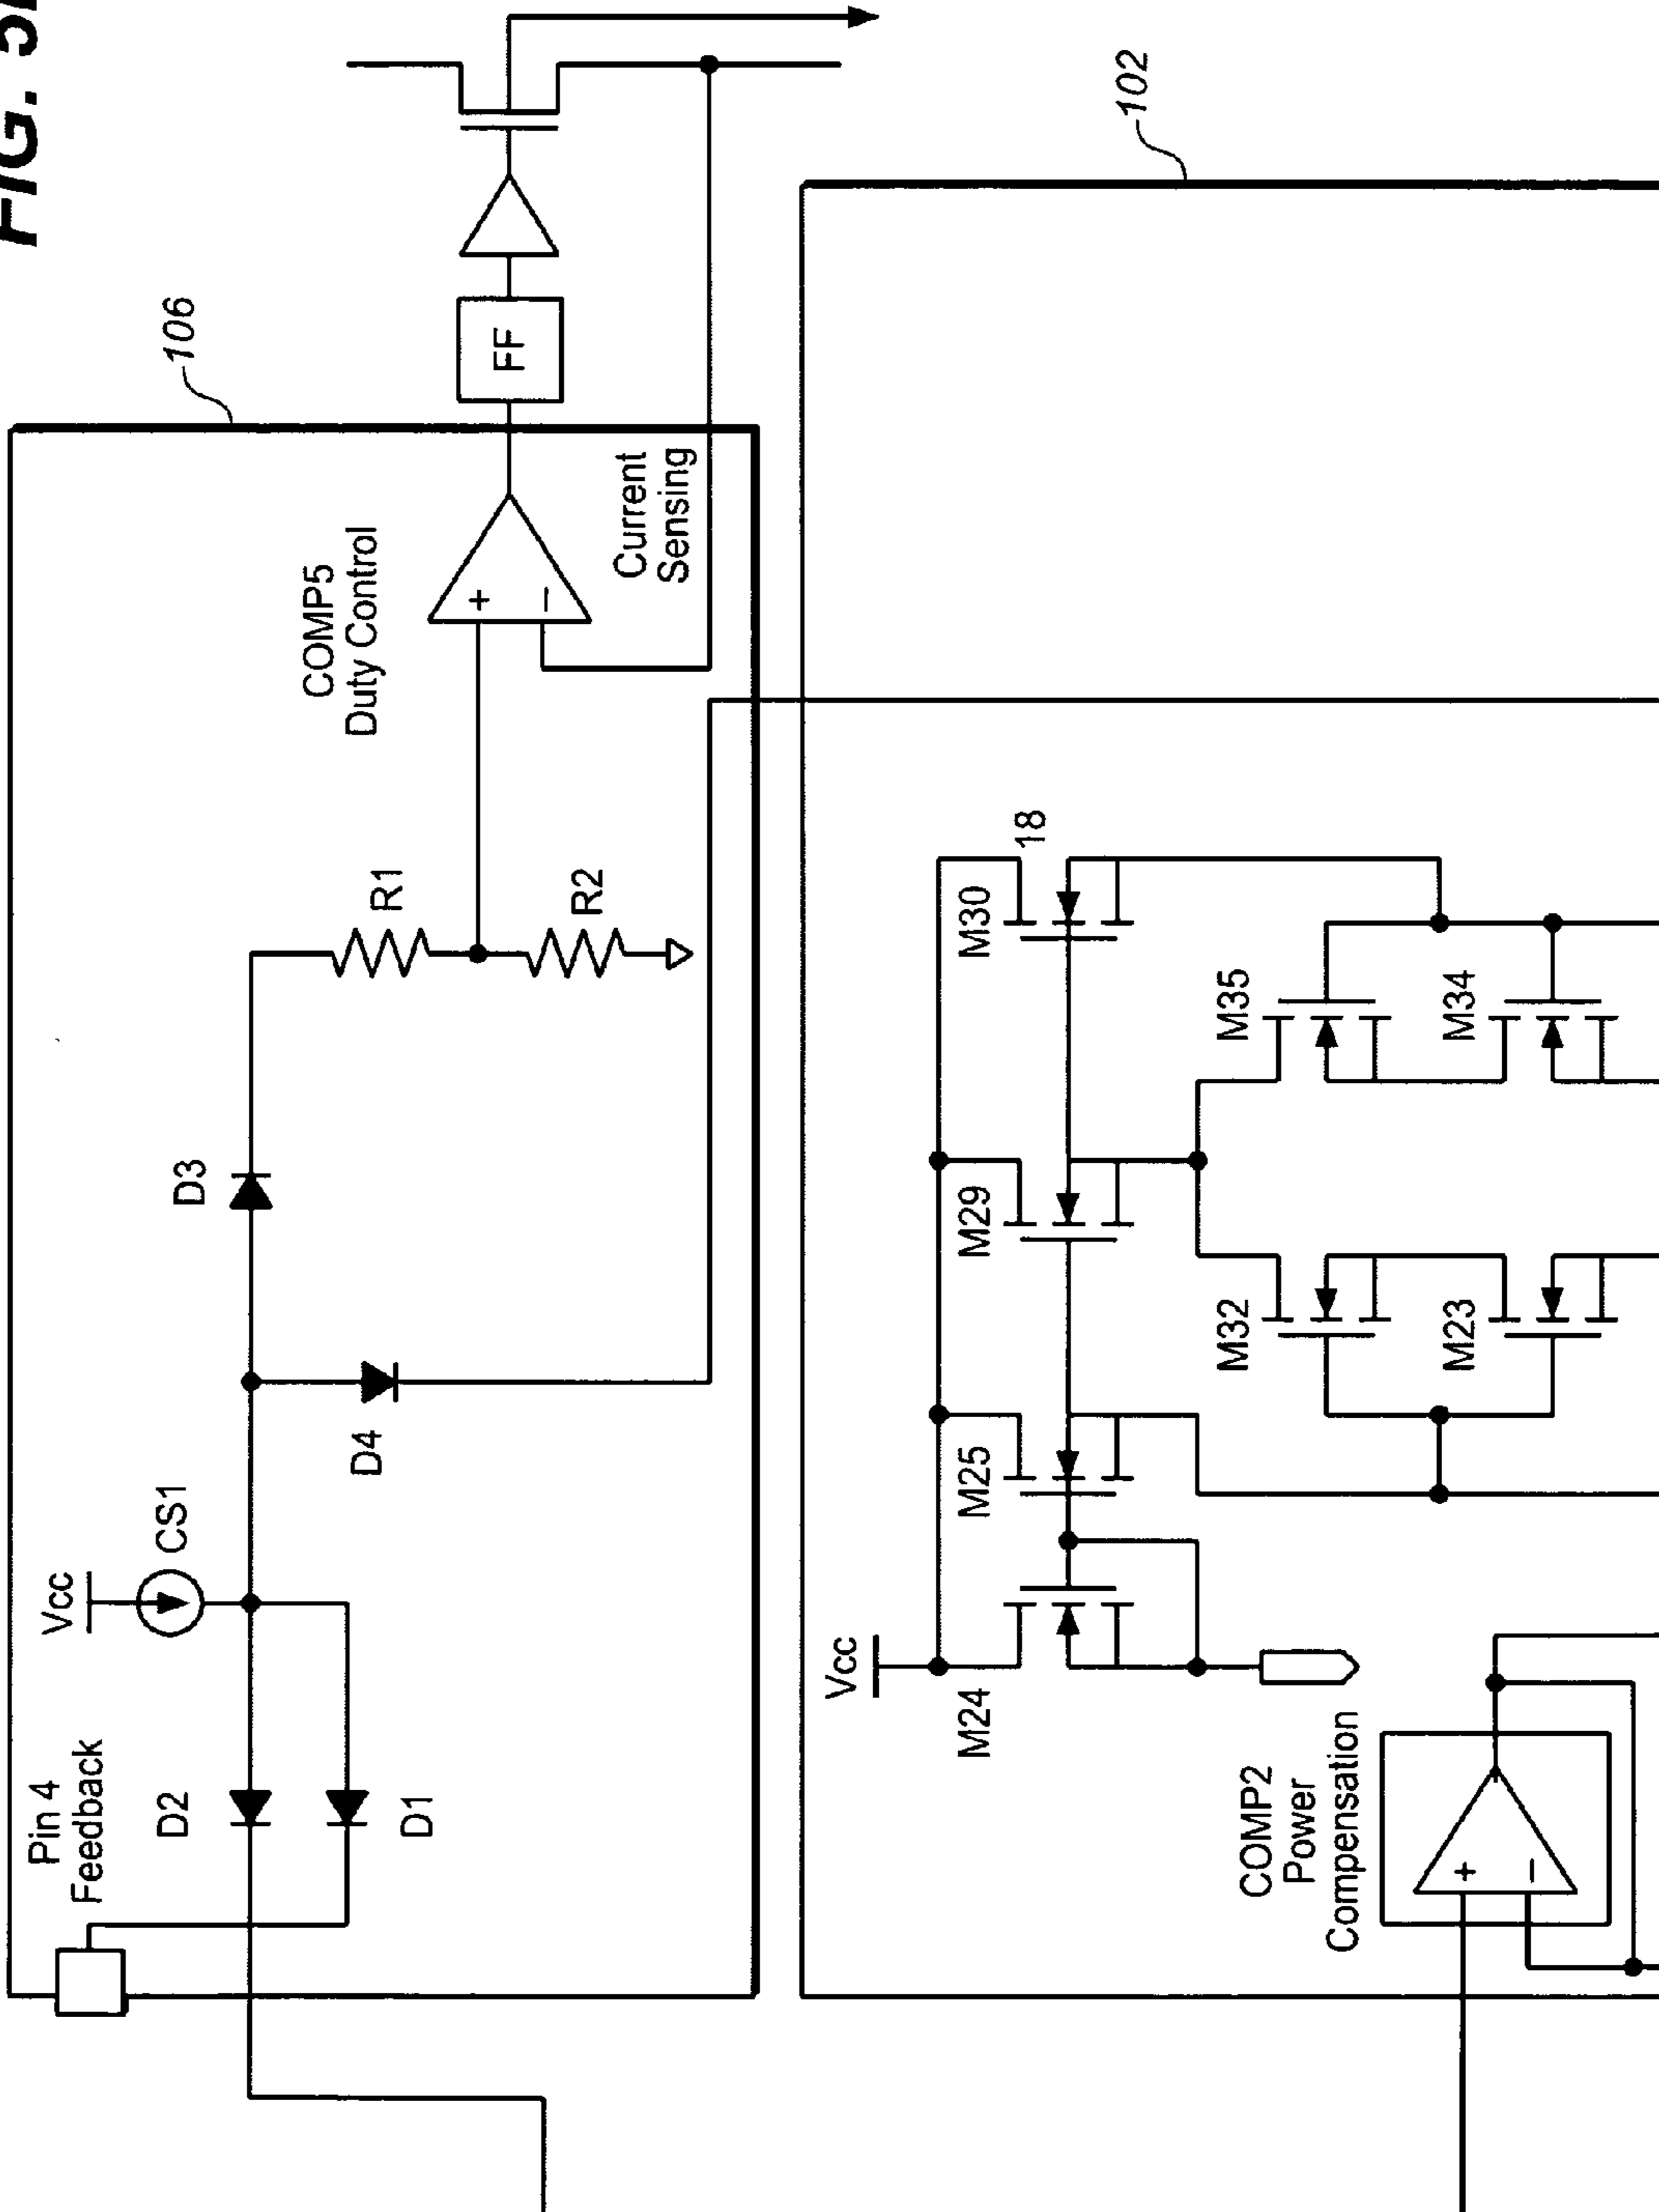 FIG. 5
106
102
Pin 4
Feedback
Vcc
CS1
D2
D1
D4
D3
R1
R2
COMP5
Duty Control
+
−
Current
Sensing
FF
Vcc
M24
M25
M29
M30
18
M32
M35
M23
M34
COMP2
Power
Compensation
+
−